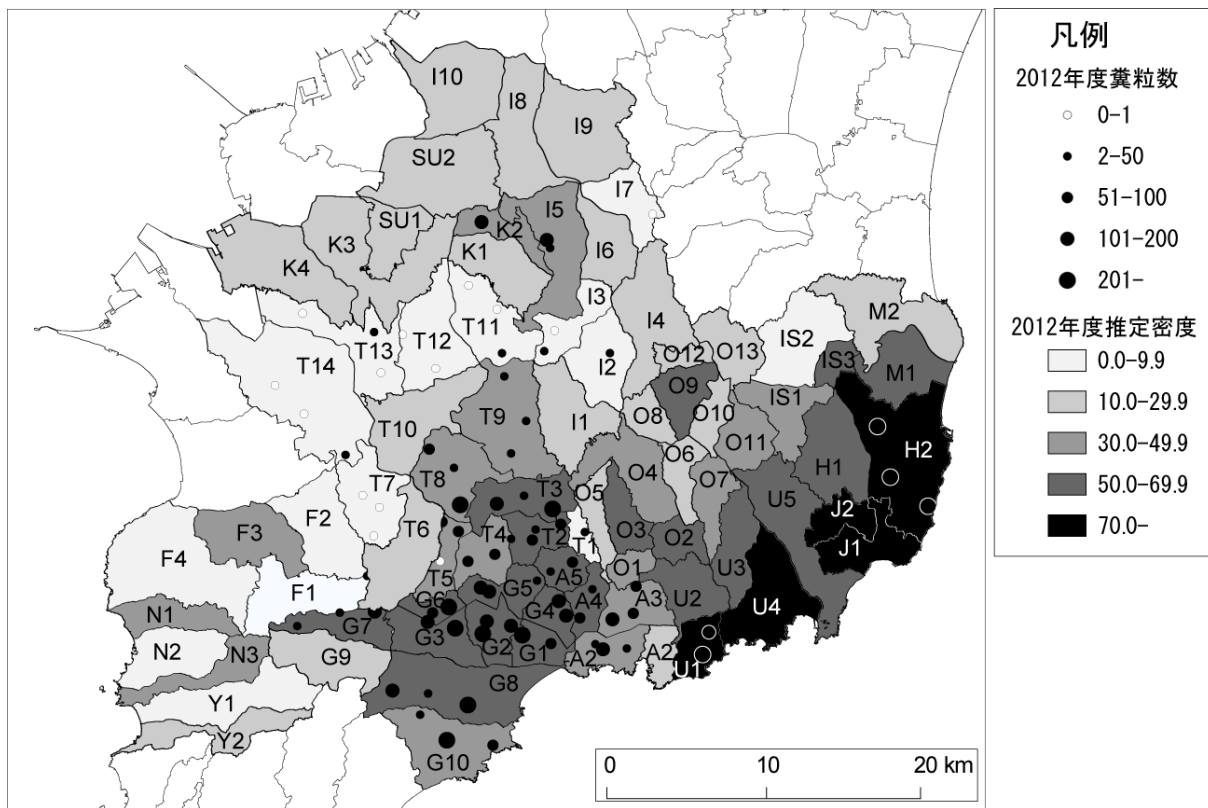 凡例
2012年度糞粒数
0-1
2-50
51-100
101-200
201-
2012年度推定密度
0.0-9.9
10.0-29.9
30.0-49.9
50.0-69.9
70.0-
I10
I8
I9
SU2
I7
I5
K2
SU1
K3
K1
I6
K4
I3
M2
I4
T11
IS2
T13
T12
O12
O13
T14
I2
IS3
M1
O9
IS1
O8
O10
I1
T9
T10
O11
H2
O6
O4
T8
O7
H1
T7
T3
O5
U5
J2
F2
F3
T6
T4
T2
O3
O2
T1
J1
F4
T5
A5
O1
U3
F1
G5
G6
A4
A3
U2
U4
N1
G7
G3
G4
G2
G1
N2
N3
G9
A2
A2
U1
G8
Y1
Y2
G10
0
10
20 km